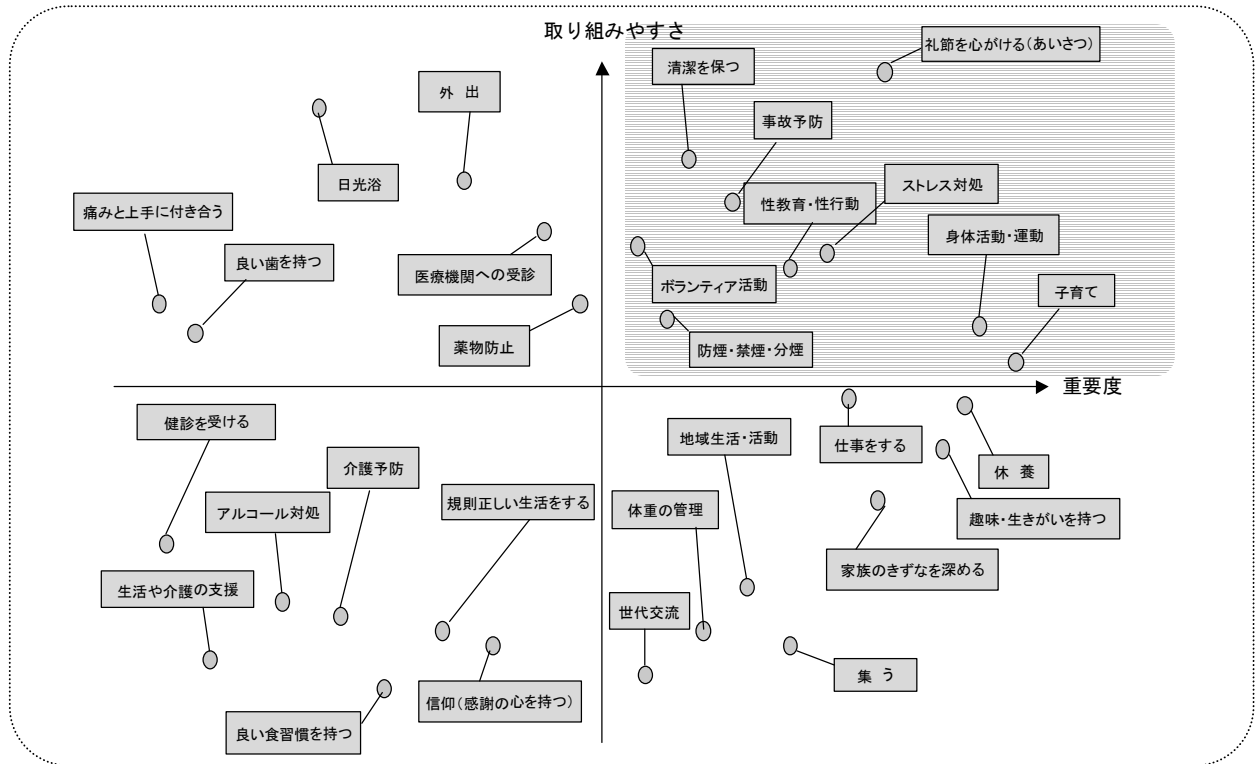 取り組みやすさ
礼節を心がける(あいさつ)
清潔を保つ
外 出
事故予防
日光浴
ストレス対処
痛みと上手に付き合う
性教育・性行動
身体活動・運動
良い歯を持つ
医療機関への受診
ボランティア活動
子育て
薬物防止
防煙・禁煙・分煙
重要度
健診を受ける
地域生活・活動
仕事をする
介護予防
休 養
規則正しい生活をする
アルコール対処
体重の管理
趣味・生きがいを持つ
家族のきずなを深める
生活や介護の支援
世代交流
集 う
信仰(感謝の心を持つ)
良い食習慣を持つ